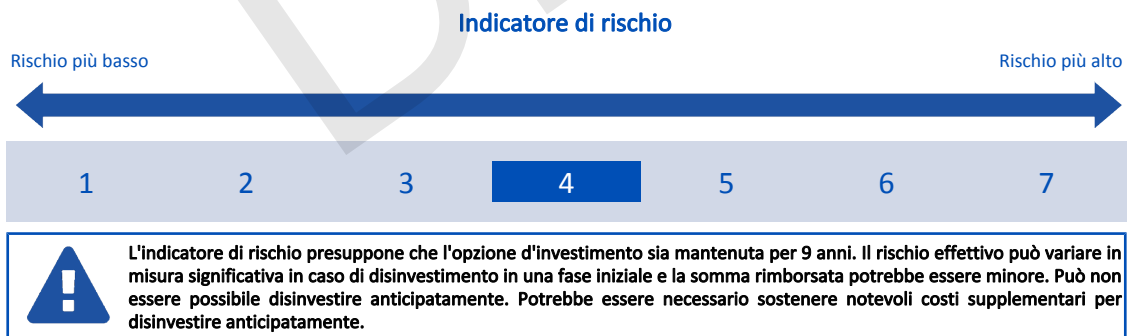 Indicatore di rischio
Rischio più basso
Rischio più alto
1 2 3 4 5 6 7
L'indicatore di rischio presuppone che l'opzione d'investimento sia mantenuta per 9 anni. Il rischio effettivo può variare in
misura significativa in caso di disinvestimento in una fase iniziale e la somma rimborsata potrebbe essere minore. Può non
essere possibile disinvestire anticipatamente. Potrebbe essere necessario sostenere notevoli costi supplementari per
disinvestire anticipatamente.